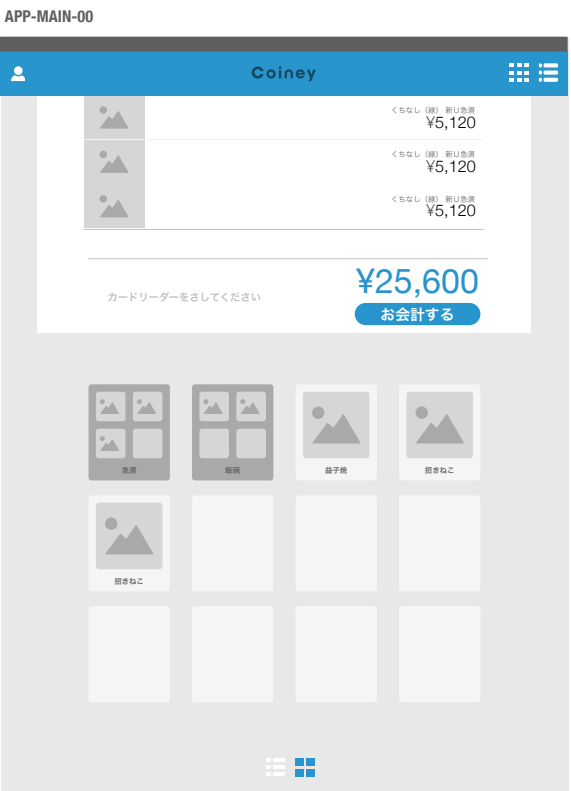 APP-MAIN-00
Coiney
くちなし（緑） 新U急須
¥5,120
くちなし（緑） 新U急須
¥5,120
くちなし（緑） 新U急須
¥5,120
¥25,600
カードリーダーをさしてください
お会計する
急須
飯碗
益子焼
招きねこ
招きねこ